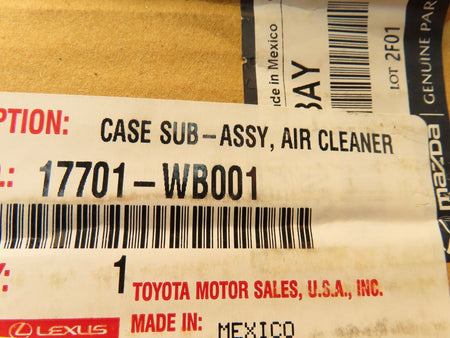 de in Mexico
BAY
LOT 2F01
GENUINE PAR
mazda
PTION: CASE SUB-ASSY, AIR CLEANER
.: 17701-WB001
Y: 1 TOYOTA MOTOR SALES, U.S.A., INC.
LEXUS MADE IN: MEXICO